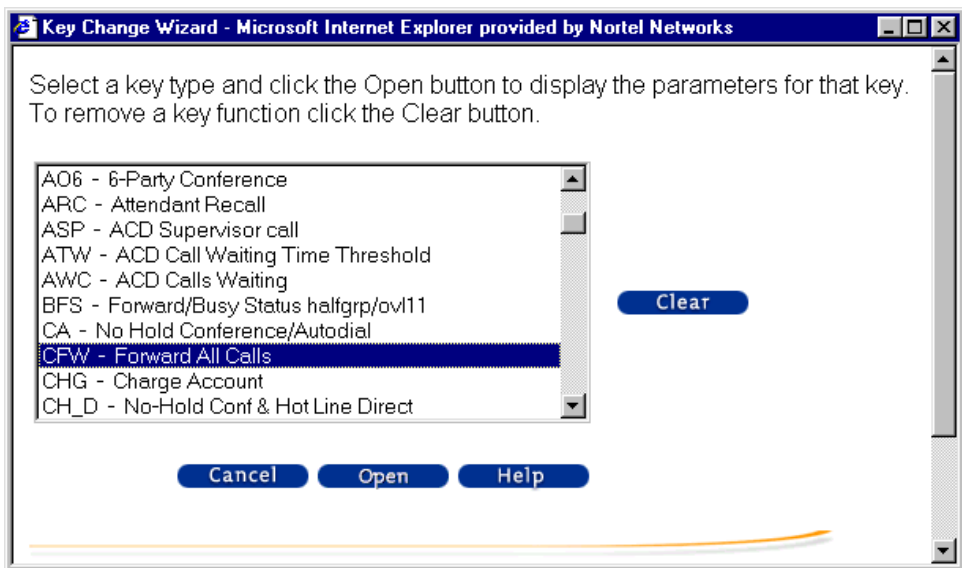 Key Change Wizard - Microsoft Internet Explorer provided by Nortel Networks
Select a key type and click the Open button to display the parameters for that key.
To remove a key function click the Clear button.
AO6 - 6-Party Conference
ARC - Attendant Recall
ASP - ACD Supervisor call
ATW - ACD Call Waiting Time Threshold
AWC - ACD Calls Waiting
BFS - Forward/Busy Status halfgrp/ovl11
CA - No Hold Conference/Autodial
CFW - Forward All Calls
CHG - Charge Account
CH_D - No-Hold Conf & Hot Line Direct
Clear
Cancel Open Help